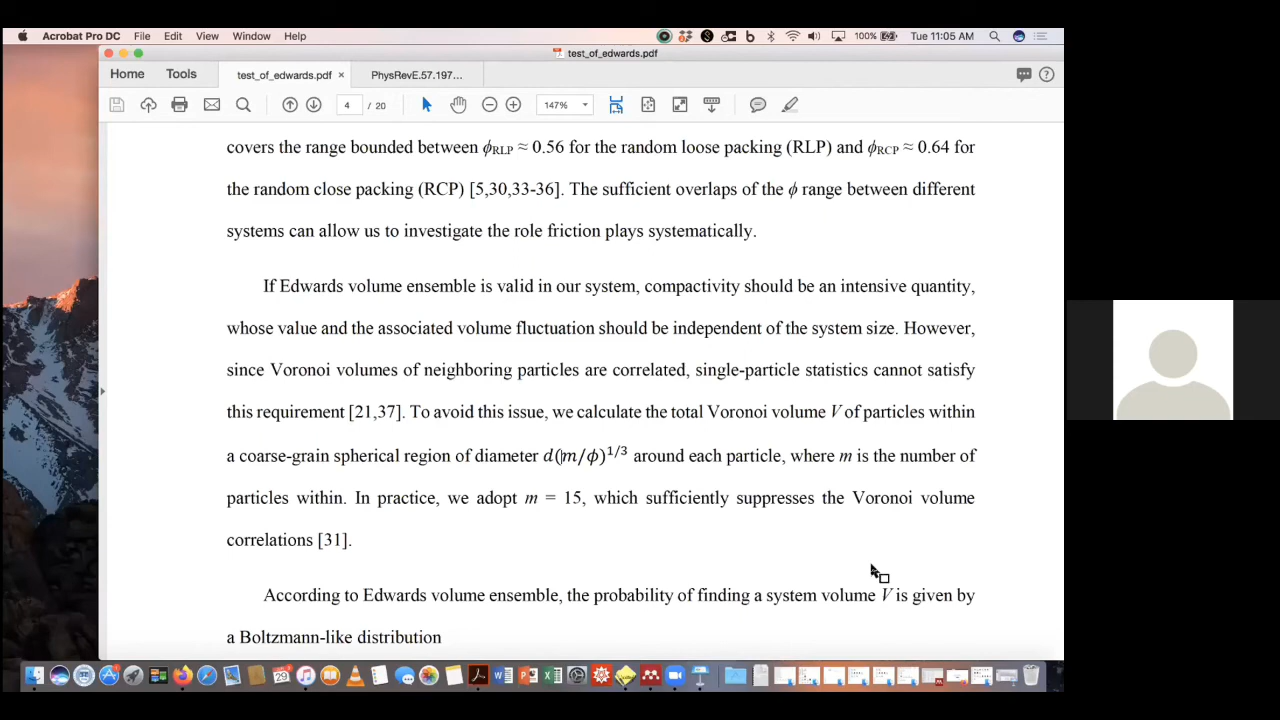 Acrobat Pro DC File Edit View Window Help 100% Tue 11:05 AM
test_of_edwards.pdf
Home Tools test_of_edwards.pdf × PhysRevE.57.197...
4 / 20 147%
covers the range bounded between ϕRLP ≈ 0.56 for the random loose packing (RLP) and ϕRCP ≈ 0.64 for
the random close packing (RCP) [5,30,33-36]. The sufficient overlaps of the ϕ range between different
systems can allow us to investigate the role friction plays systematically.
If Edwards volume ensemble is valid in our system, compactivity should be an intensive quantity,
whose value and the associated volume fluctuation should be independent of the system size. However,
since Voronoi volumes of neighboring particles are correlated, single-particle statistics cannot satisfy
this requirement [21,37]. To avoid this issue, we calculate the total Voronoi volume V of particles within
a coarse-grain spherical region of diameter d(m/ϕ)^1/3 around each particle, where m is the number of
particles within. In practice, we adopt m = 15, which sufficiently suppresses the Voronoi volume
correlations [31].
According to Edwards volume ensemble, the probability of finding a system volume V is given by
a Boltzmann-like distribution